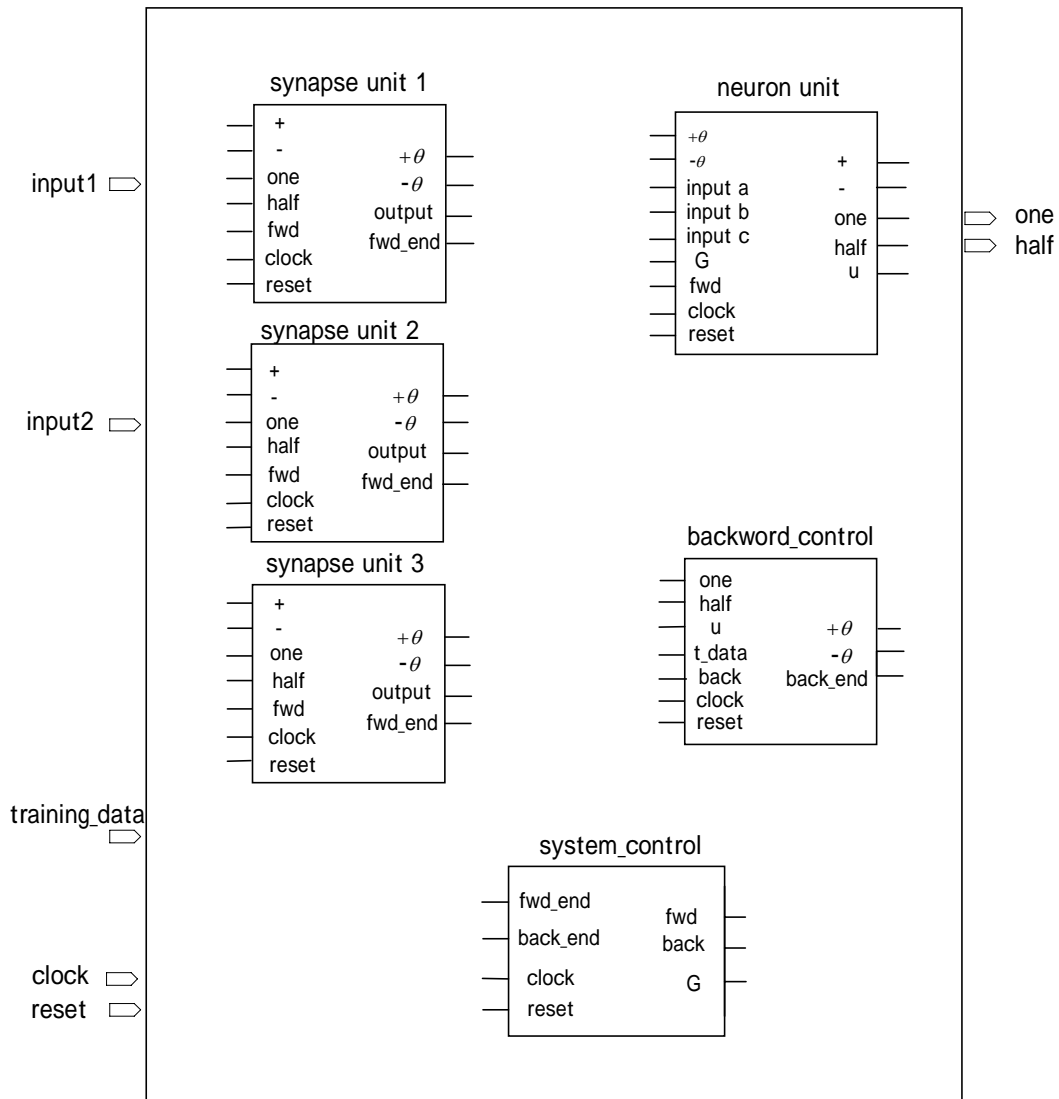 synapse unit 1
+
-
one
half
fwd
clock
reset
+θ
-θ
output
fwd_end
neuron unit
+θ
-θ
input a
input b
input c
G
fwd
clock
reset
+
-
one
half
u
input1
one
half
synapse unit 2
+
-
one
half
fwd
clock
reset
+θ
-θ
output
fwd_end
input2
backword_control
one
half
u
t_data
back
clock
reset
+θ
-θ
back_end
synapse unit 3
+
-
one
half
fwd
clock
reset
+θ
-θ
output
fwd_end
training_data
system_control
fwd_end
back_end
clock
reset
fwd
back
G
clock
reset